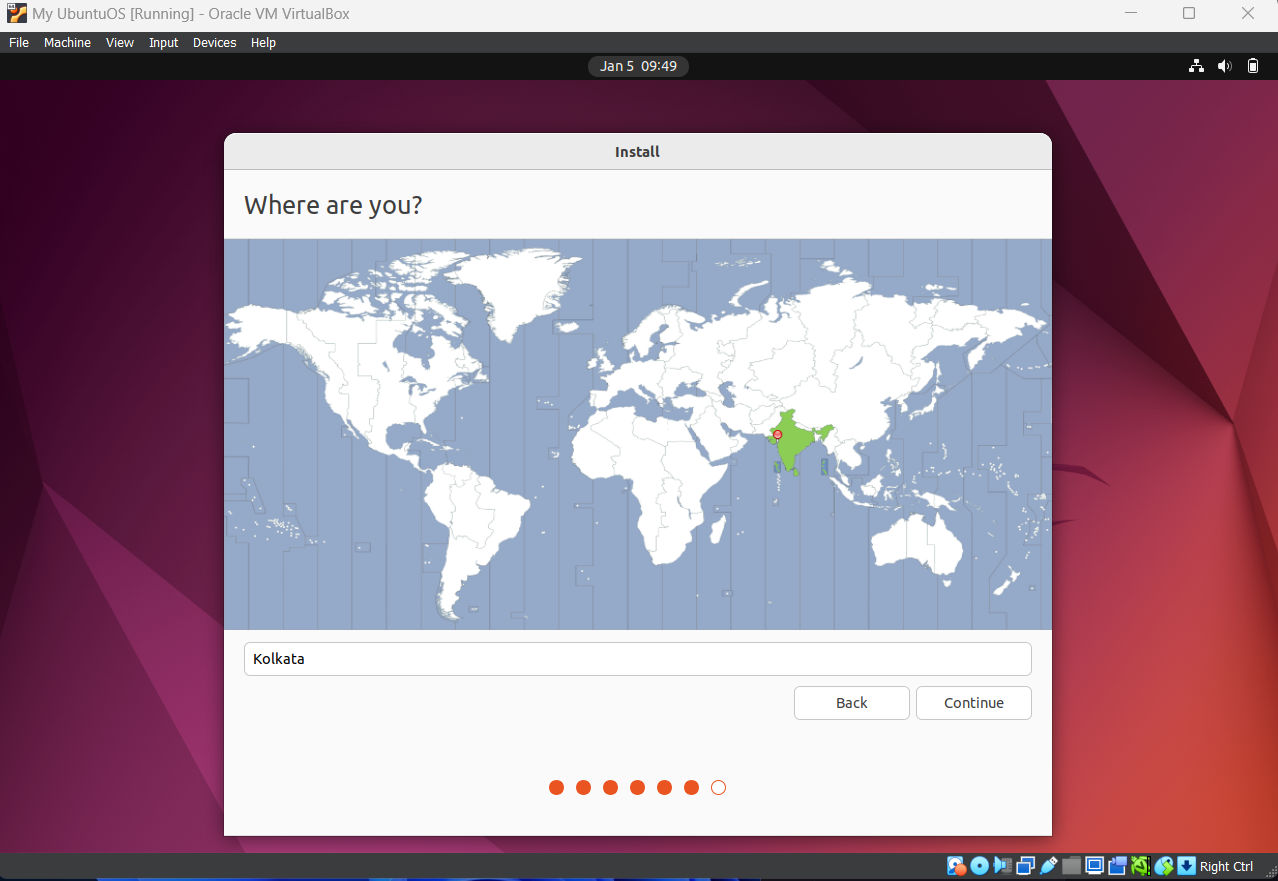 My UbuntuOS [Running] - Oracle VM VirtualBox
File Machine View Input Devices Help
Jan 5 09:49
Install
Where are you?
Kolkata
Back Continue
Right Ctrl